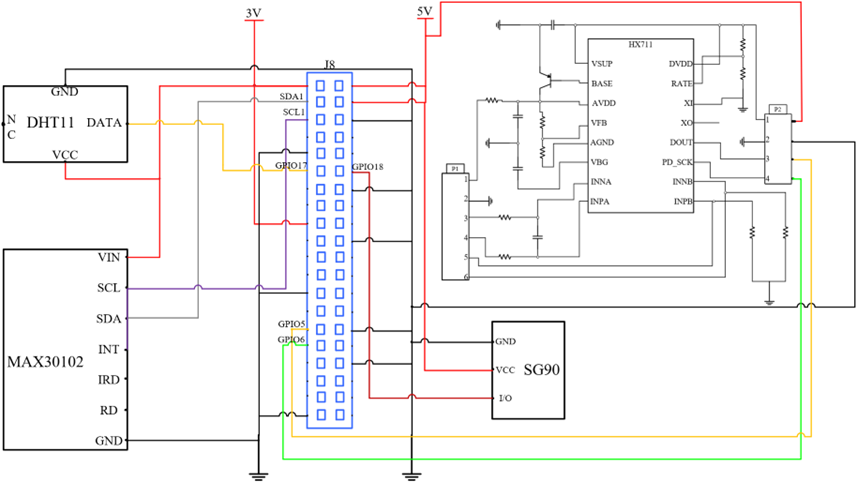 3V
5V
J8
GND
N
C
DHT11
DATA
VCC
SDA1
SCL1
GPIO17
GPIO18
GPIO5
GPIO6
VIN
SCL
SDA
INT
IRD
RD
GND
MAX30102
GND
VCC
I/O
SG90
HX711
VSUP
BASE
AVDD
VFB
AGND
VBG
INNA
INPA
DVDD
RATE
XI
XO
DOUT
PD_SCK
INNB
INPB
P1
1
2
3
4
5
6
P2
1
2
3
4